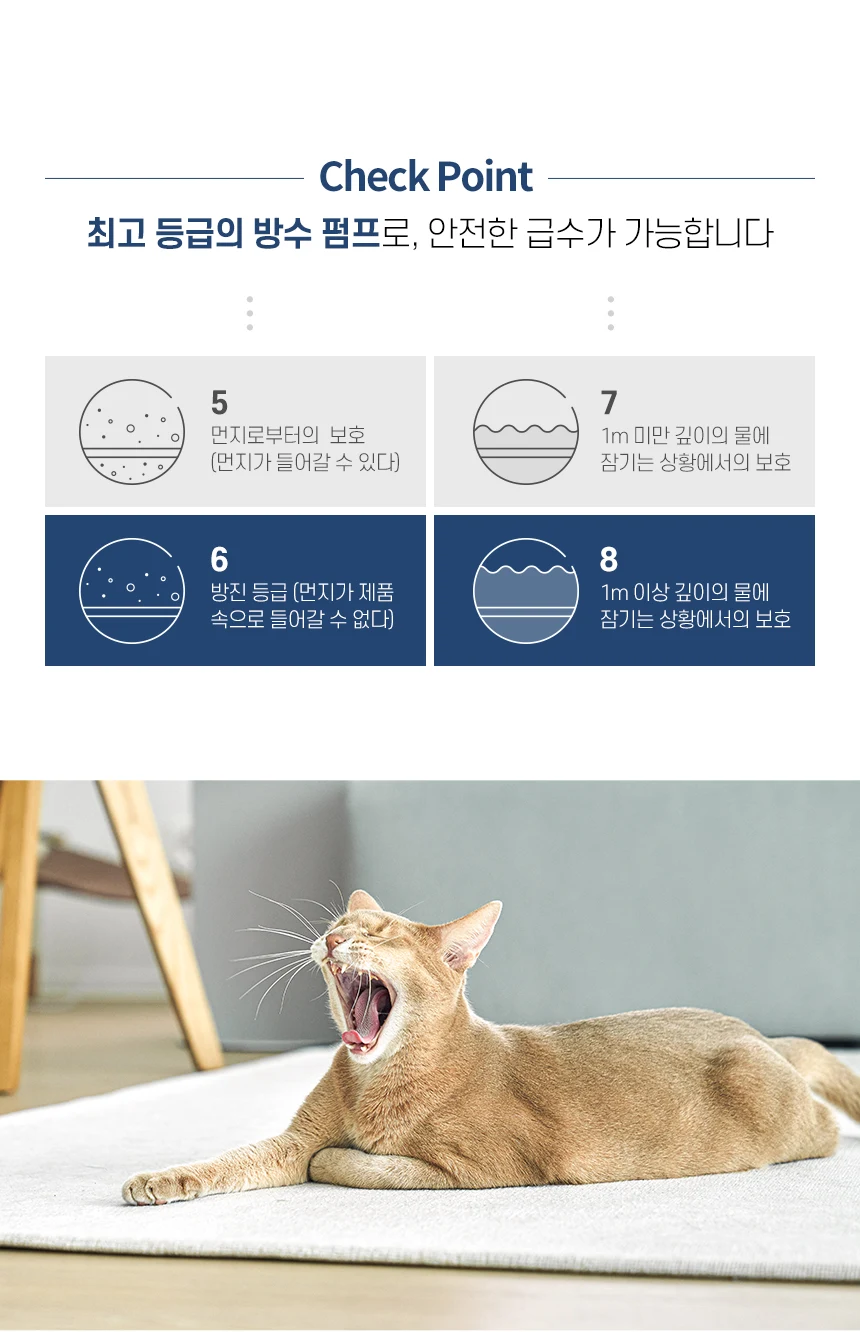 Check Point
최고 등급의 방수 펌프로, 안전한 급수가 가능합니다
5
먼지로부터의 보호
(먼지가 들어갈 수 있다)
7
1m 미만 깊이의 물에
잠기는 상황에서의 보호
6
방진 등급 (먼지가 제품
속으로 들어갈 수 없다)
8
1m 이상 깊이의 물에
잠기는 상황에서의 보호